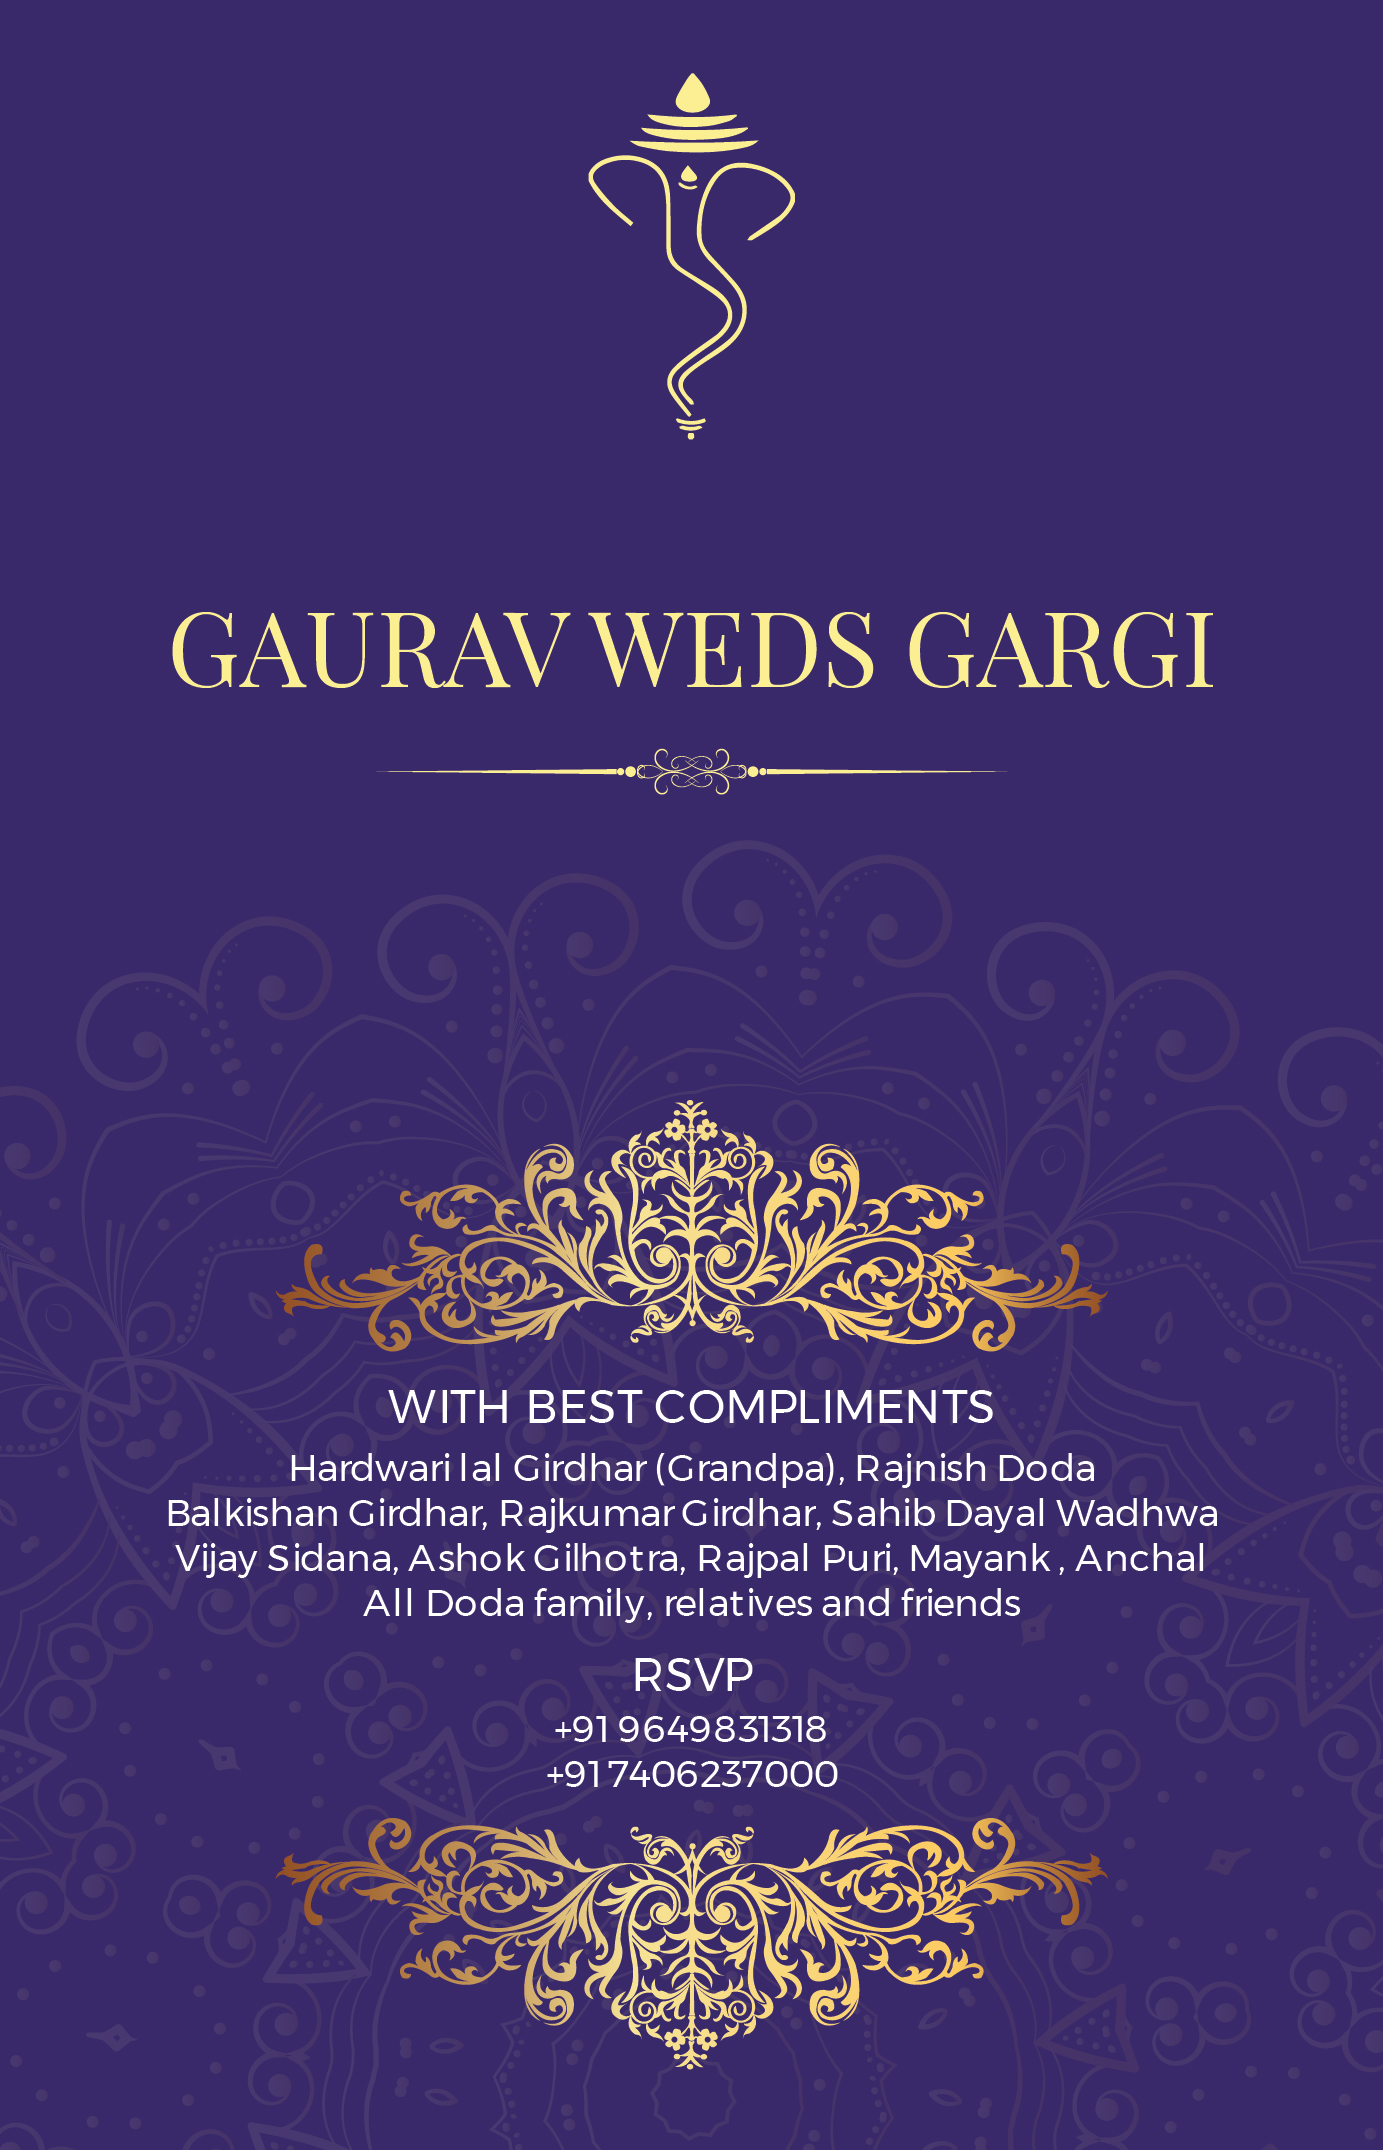 GAURAV WEDS GARGI
WITH BEST COMPLIMENTS
Hardwari lal Girdhar (Grandpa), Rajnish Doda
Balkishan Girdhar, Rajkumar Girdhar, Sahib Dayal Wadhwa
Vijay Sidana, Ashok Gilhotra, Rajpal Puri, Mayank , Anchal
All Doda family, relatives and friends
RSVP
+91 9649831318
+91 7406237000